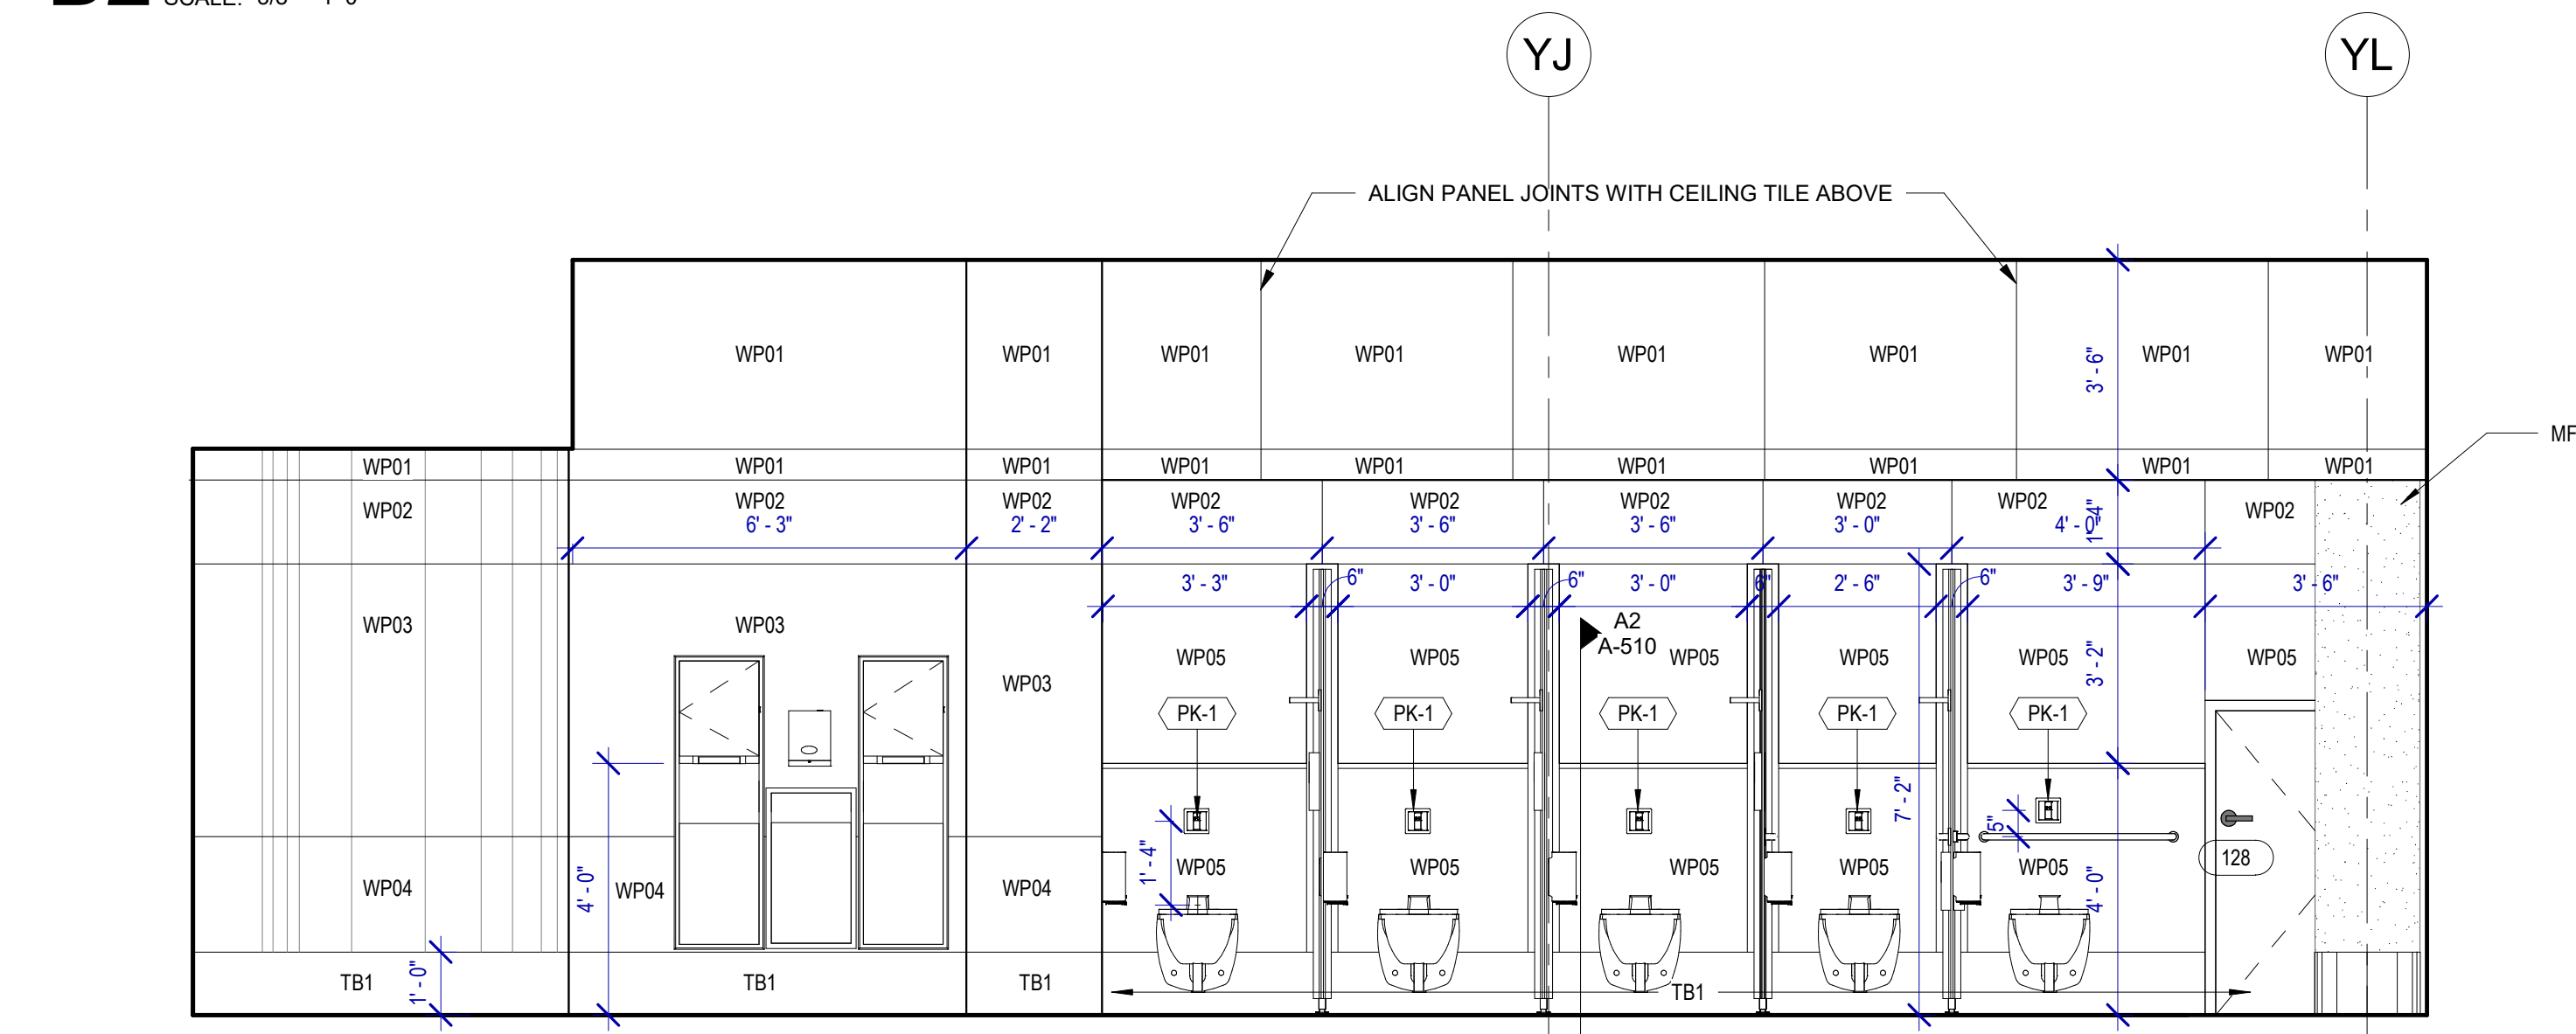 YJ YL
ALIGN PANEL JOINTS WITH CEILING TILE ABOVE
WP01 WP01 WP01 WP01 WP01 WP01 WP01 WP01
3' - 6"
MF
WP01 WP01 WP01 WP01 WP01 WP01 WP01 WP01 WP01
WP02 WP02 WP02 WP02 WP02 WP02 WP02 WP02 WP02
6' - 3" 2' - 2" 3' - 6" 3' - 6" 3' - 6" 3' - 0" 4' - 0" 1' - 4"
3' - 3" 6" 3' - 0" 6" 3' - 0" 6" 2' - 6" 6" 3' - 9" 3' - 6"
WP03 WP03 A2
A-510
WP03 WP05 WP05 WP05 WP05 WP05 3' - 2" WP05
PK-1 PK-1 PK-1 PK-1 PK-1
7' - 2"
5"
1' - 4" WP05 WP05 WP05 WP05 WP05 128
WP04 4' - 0" WP04 WP04 4' - 0"
TB1 1' - 0" TB1 TB1 TB1